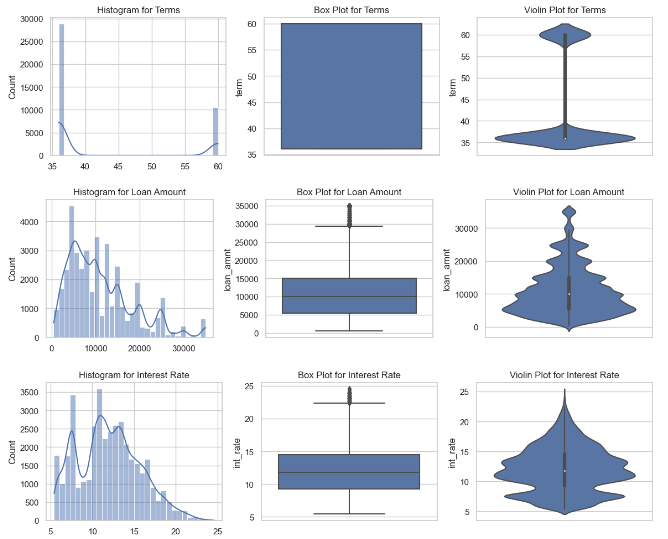 Histogram for Terms
Box Plot for Terms
Violin Plot for Terms
Count
30000
25000
20000
15000
10000
5000
0
35 40 45 50 55 60
term
60
55
50
45
40
35
term
60
55
50
45
40
35
Histogram for Loan Amount
Box Plot for Loan Amount
Violin Plot for Loan Amount
Count
4000
3000
2000
1000
0
0 10000 20000 30000
loan_amnt
35000
30000
25000
20000
15000
10000
5000
0
loan_amnt
30000
20000
10000
0
Histogram for Interest Rate
Box Plot for Interest Rate
Violin Plot for Interest Rate
Count
3500
3000
2500
2000
1500
1000
500
0
5 10 15 20 25
int_rate
25
20
15
10
5
int_rate
25
20
15
10
5